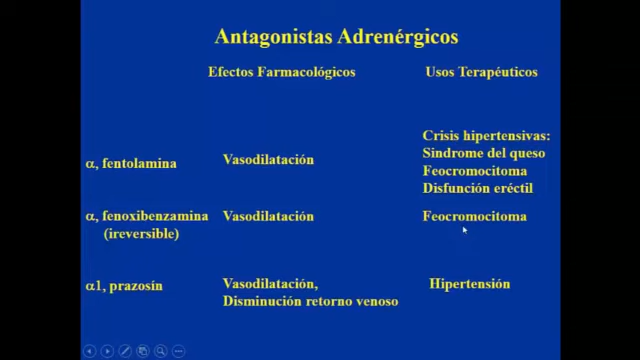 Antagonistas Adrenérgicos
Efectos Farmacológicos Usos Terapéuticos
Crisis hipertensivas:
Sindrome del queso
α, fentolamina Vasodilatación Feocromocitoma
Disfunción eréctil
α, fenoxibenzamina Vasodilatación Feocromocitoma
(ireversible)
α1, prazosín Vasodilatación, Hipertensión
Disminución retorno venoso